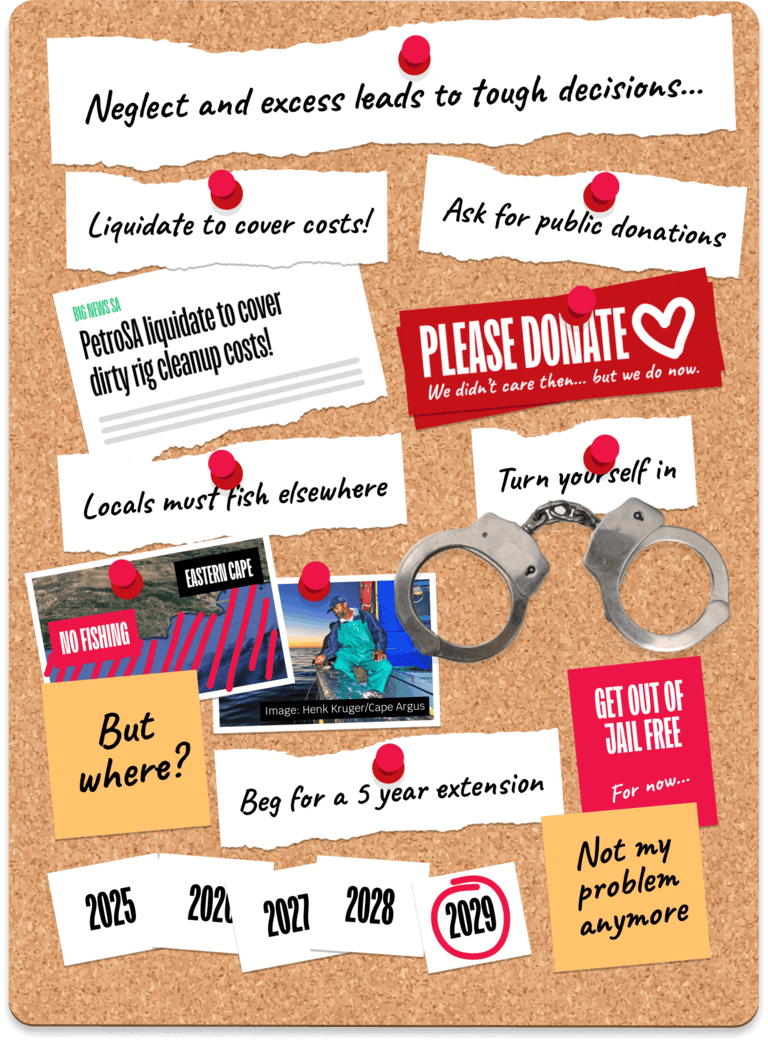 Neglect and excess leads to tough decisions...
Liquidate to cover costs!
Ask for public donations
BIG NEWS SA
PetroSA liquidate to cover
dirty rig cleanup costs!
PLEASE DONATE
We didn't care then... but we do now.
Locals must fish elsewhere
Turn yourself in
EASTERN CAPE
NO FISHING
Image: Henk Kruger/Cape Argus
But
where?
GET OUT OF
JAIL FREE
For now...
Beg for a 5 year extension
Not my
problem
anymore
2025
2026
2027
2028
2029